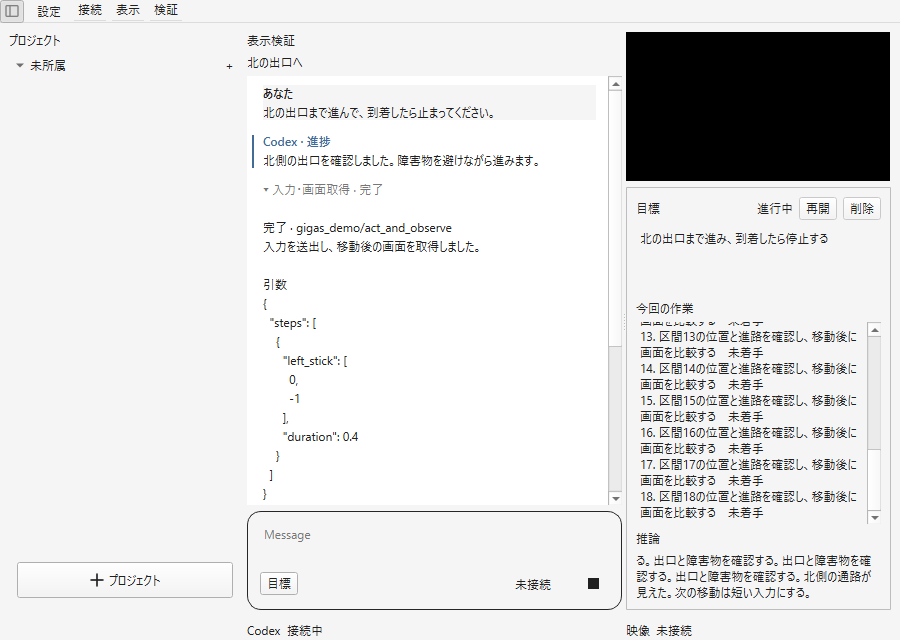 設定 接続 表示 検証
プロジェクト
未所属 +
+ プロジェクト
表示検証
北の出口へ
あなた
北の出口まで進んで、到着したら止まってください。
Codex · 進捗
北側の出口を確認しました。障害物を避けながら進みます。
▾ 入力・画面取得 · 完了
完了 · gigas_demo/act_and_observe
入力を送出し、移動後の画面を取得しました。
引数
{
"steps": [
{
"left_stick": [
0,
-1
],
"duration": 0.4
}
]
}
Message
目標 未接続
Codex 接続中
目標 進行中 再開 削除
北の出口まで進み、到着したら停止する
今回の作業
画面を比較する 未着手
13. 区間13の位置と進路を確認し、移動後に
画面を比較する 未着手
14. 区間14の位置と進路を確認し、移動後に
画面を比較する 未着手
15. 区間15の位置と進路を確認し、移動後に
画面を比較する 未着手
16. 区間16の位置と進路を確認し、移動後に
画面を比較する 未着手
17. 区間17の位置と進路を確認し、移動後に
画面を比較する 未着手
18. 区間18の位置と進路を確認し、移動後に
画面を比較する 未着手
推論
る。出口と障害物を確認する。出口と障害物を確
認する。出口と障害物を確認する。北側の通路が
見えた。次の移動は短い入力にする。
映像 未接続